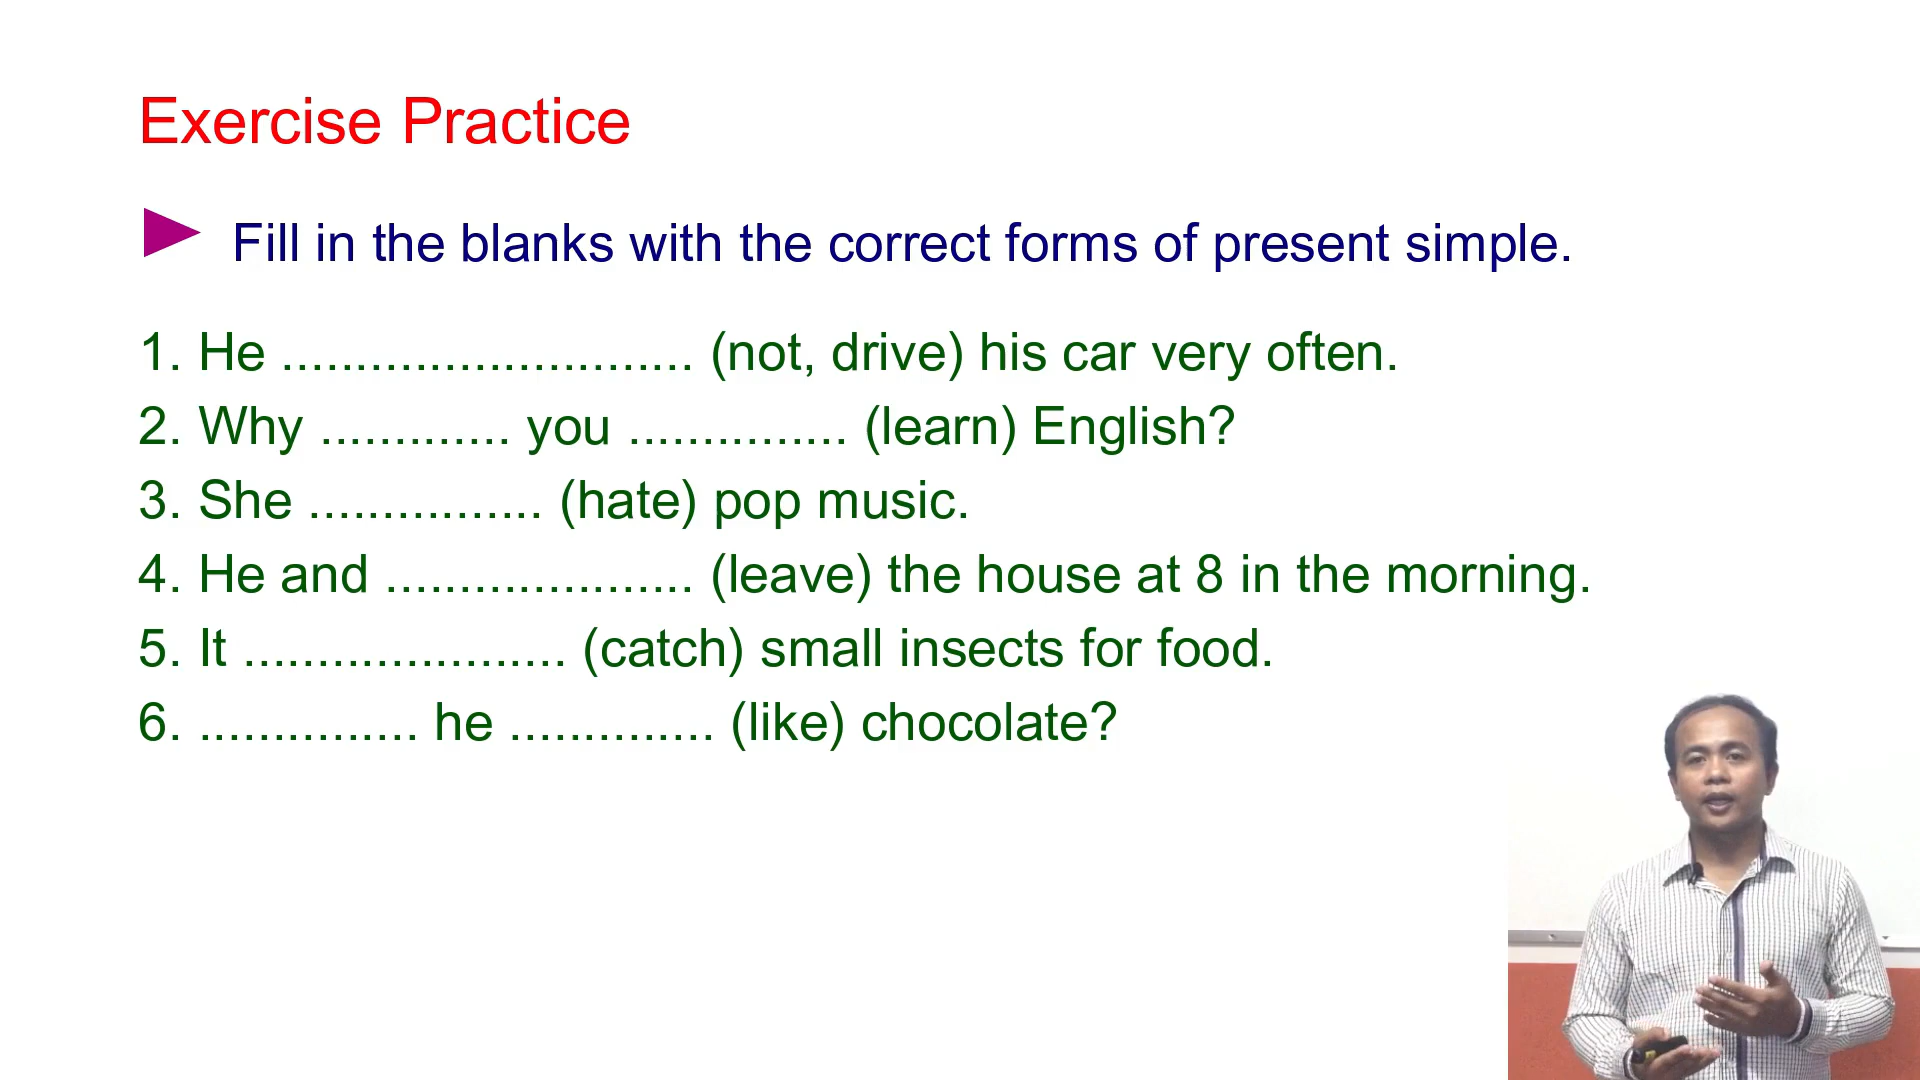 Exercise Practice
Fill in the blanks with the correct forms of present simple.
1. He ............................ (not, drive) his car very often.
2. Why ............. you ............... (learn) English?
3. She ................ (hate) pop music.
4. He and ..................... (leave) the house at 8 in the morning.
5. It ...................... (catch) small insects for food.
6. ............... he .............. (like) chocolate?